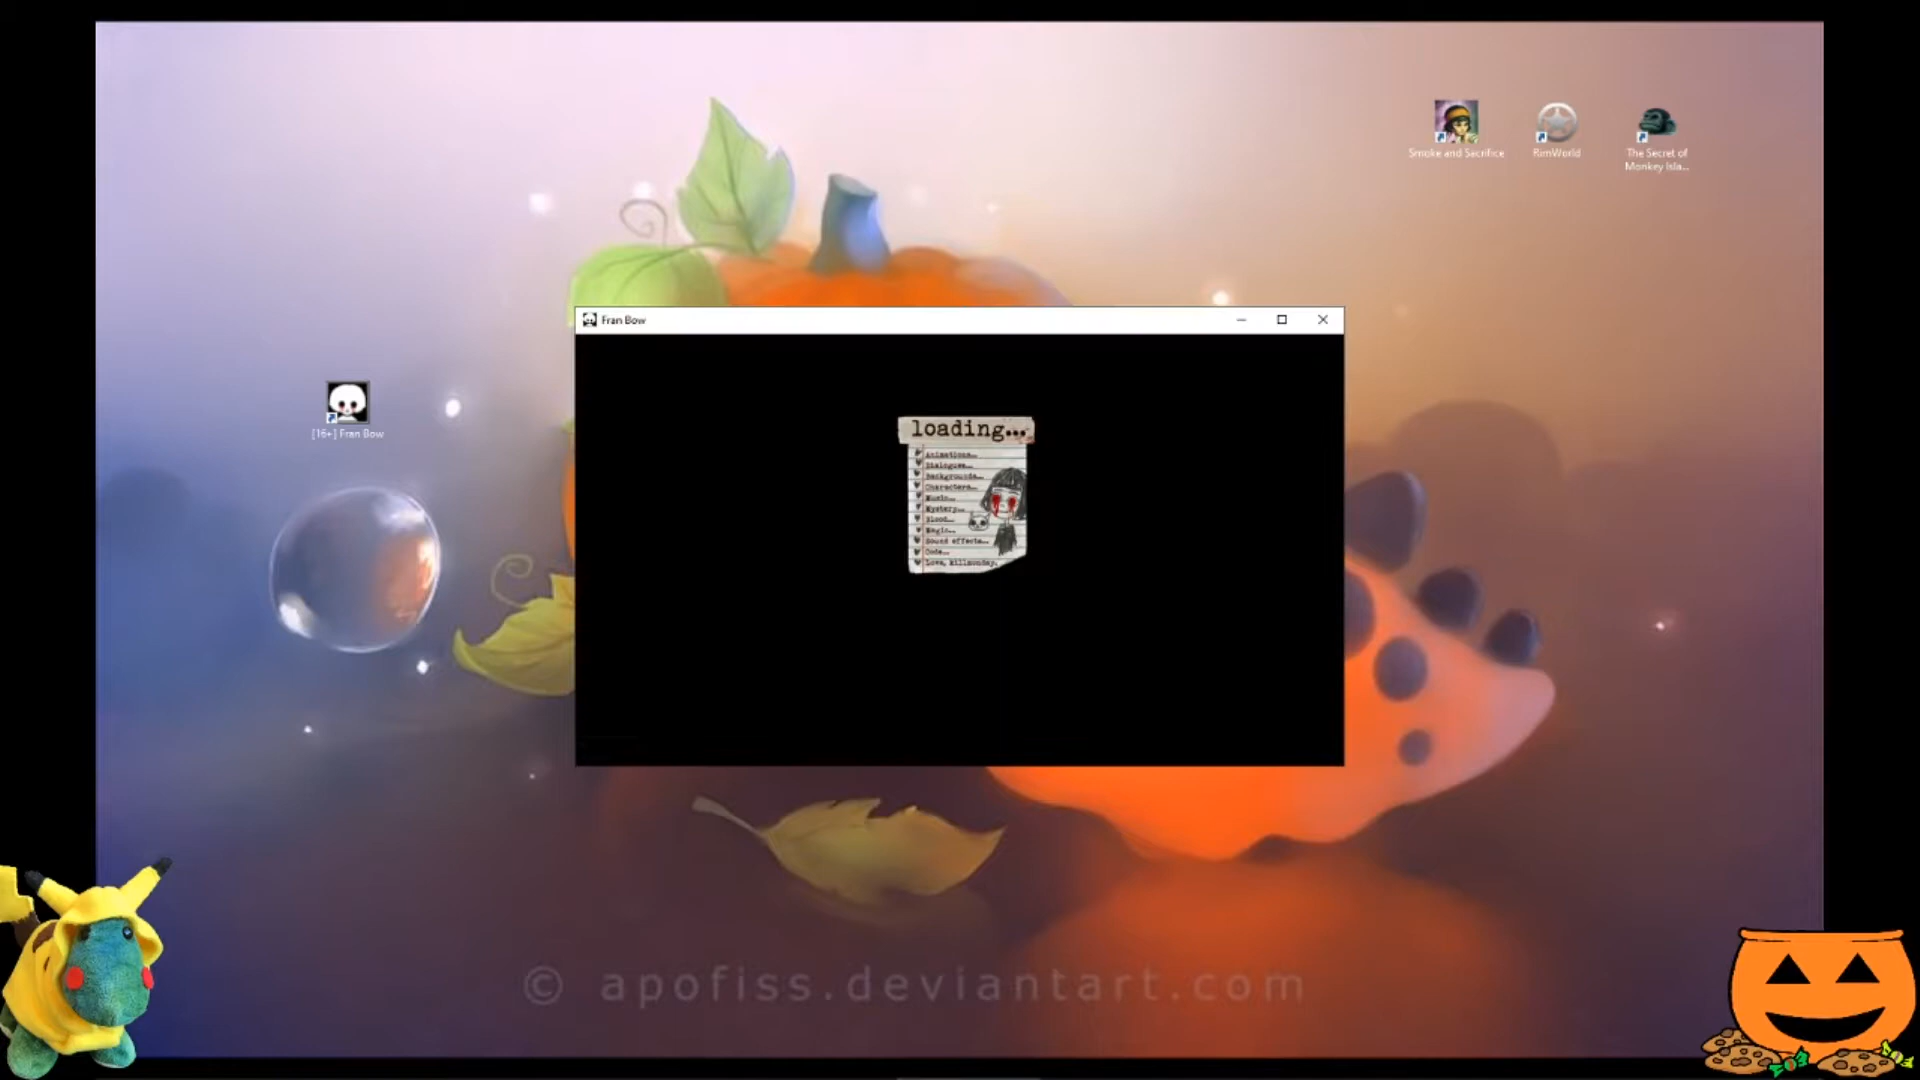 Smoke and Sacrifice
RimWorld
The Secret of
Monkey Isla...
Fran Bow
[16+] Fran Bow
loading...
Animations...
Dialogues...
Backgrounds...
Characters...
Music...
Mystery...
Blood...
Magic...
Sound effects...
Code...
Love, killmonday.
© apofiss.deviantart.com